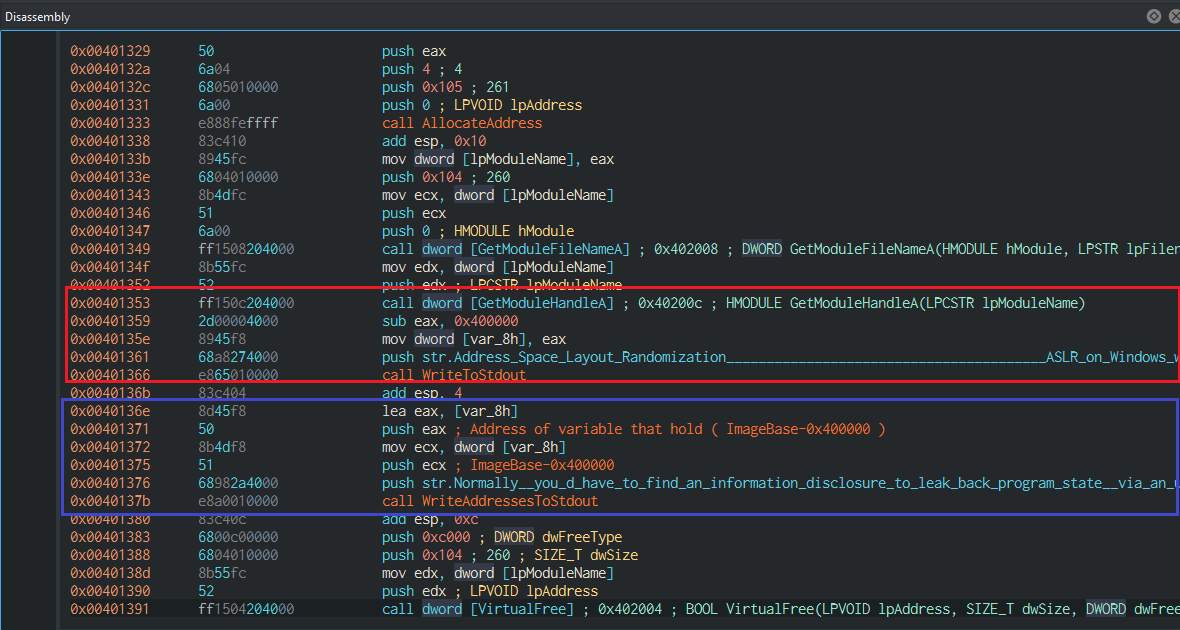 Disassembly
0x00401329 50 push eax
0x0040132a 6a04 push 4 ; 4
0x0040132c 6805010000 push 0x105 ; 261
0x00401331 6a00 push 0 ; LPVOID lpAddress
0x00401333 e888feffff call AllocateAddress
0x00401338 83c410 add esp, 0x10
0x0040133b 8945fc mov dword [lpModuleName], eax
0x0040133e 6804010000 push 0x104 ; 260
0x00401343 8b4dfc mov ecx, dword [lpModuleName]
0x00401346 51 push ecx
0x00401347 6a00 push 0 ; HMODULE hModule
0x00401349 ff1508204000 call dword [GetModuleFileNameA] ; 0x402008 ; DWORD GetModuleFileNameA(HMODULE hModule, LPSTR lpFilen
0x0040134f 8b55fc mov edx, dword [lpModuleName]
0x00401352 52 push edx ; LPCSTR lpModuleName
0x00401353 ff150c204000 call dword [GetModuleHandleA] ; 0x40200c ; HMODULE GetModuleHandleA(LPCSTR lpModuleName)
0x00401359 2d00004000 sub eax, 0x400000
0x0040135e 8945f8 mov dword [var_8h], eax
0x00401361 68a8274000 push str.Address_Space_Layout_Randomization_________________________________________ASLR_on_Windows_w
0x00401366 e865010000 call WriteToStdout
0x0040136b 83c404 add esp, 4
0x0040136e 8d45f8 lea eax, [var_8h]
0x00401371 50 push eax ; Address of variable that hold ( ImageBase-0x400000 )
0x00401372 8b4df8 mov ecx, dword [var_8h]
0x00401375 51 push ecx ; ImageBase-0x400000
0x00401376 68982a4000 push str.Normally__you_d_have_to_find_an_information_disclosure_to_leak_back_program_state__via_an_
0x0040137b e8a0010000 call WriteAddressesToStdout
0x00401380 83c40c add esp, 0xc
0x00401383 6800c00000 push 0xc000 ; DWORD dwFreeType
0x00401388 6804010000 push 0x104 ; 260 ; SIZE_T dwSize
0x0040138d 8b55fc mov edx, dword [lpModuleName]
0x00401390 52 push edx ; LPVOID lpAddress
0x00401391 ff1504204000 call dword [VirtualFree] ; 0x402004 ; BOOL VirtualFree(LPVOID lpAddress, SIZE_T dwSize, DWORD dwFree